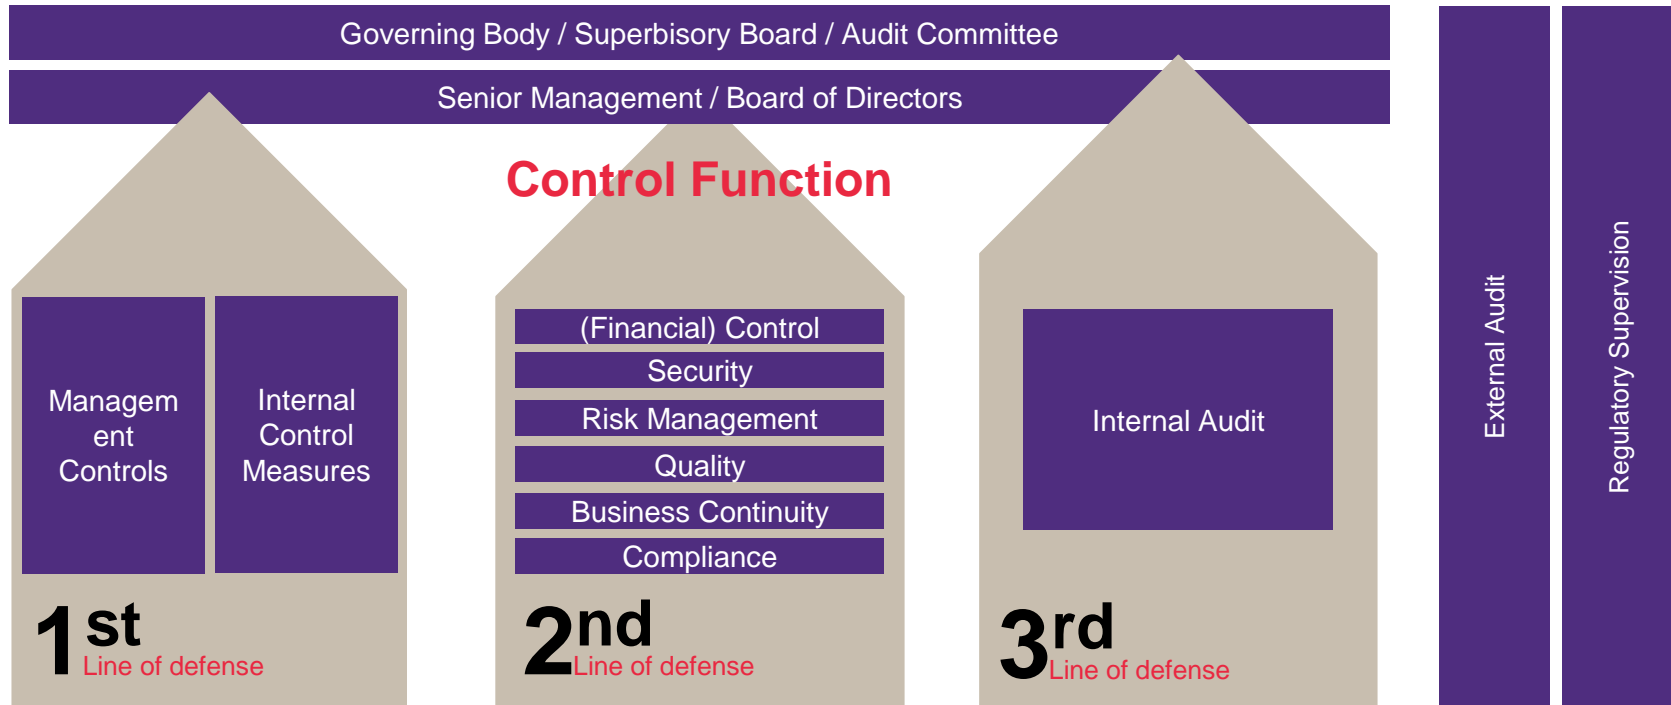 Governing Body / Superbisory Board / Audit Committee
Senior Management / Board of Directors
Control Function
Managem
ent
Controls
Internal
Control
Measures
1st
Line of defense
(Financial) Control
Security
Risk Management
Quality
Business Continuity
Compliance
2nd
Line of defense
Internal Audit
3rd
Line of defense
External Audit
Regulatory Supervision